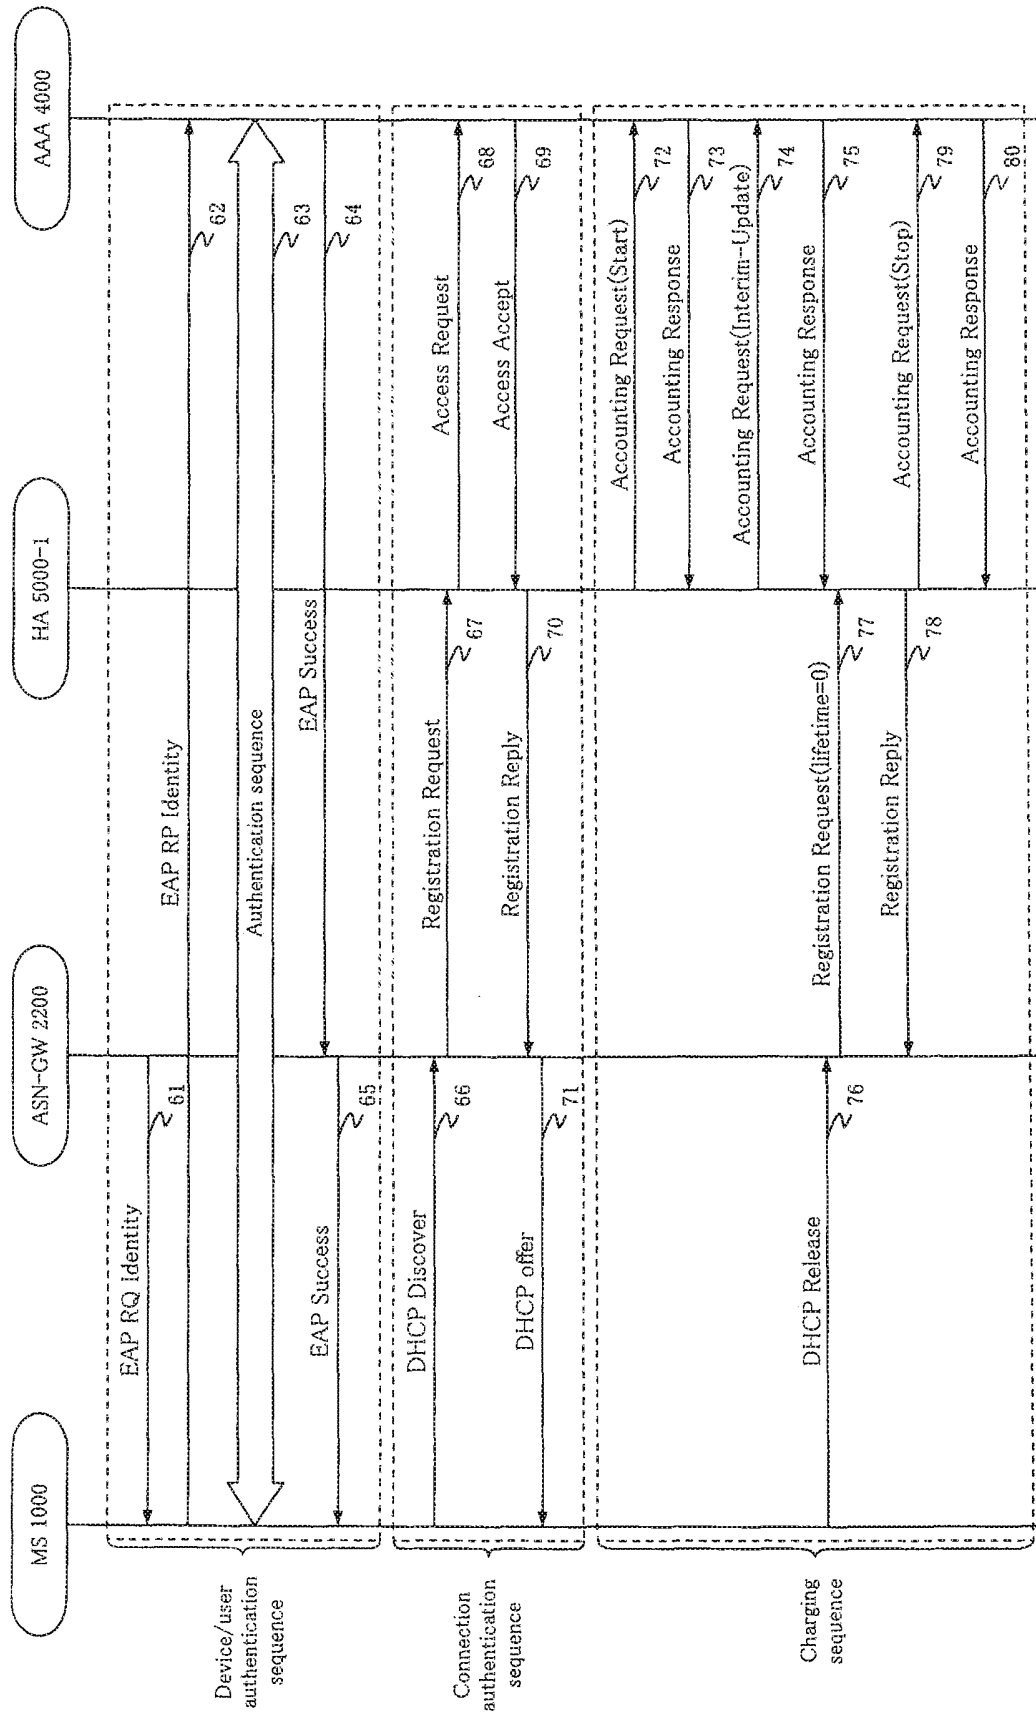 MS 1000
ASN-GW 2200
HA 5000-1
AAA 4000
Device/user
authentication
sequence
EAP RQ Identity
61
EAP RP Identity
62
Authentication sequence
63
EAP Success
64
EAP Success
65
Connection
authentication
sequence
DHCP Discover
66
Registration Request
67
Access Request
68
Access Accept
69
Registration Reply
70
DHCP offer
71
Charging
sequence
Accounting Request(Start)
72
Accounting Response
73
Accounting Request(Interim-Update)
74
Accounting Response
75
DHCP Release
76
Registration Request(lifetime=0)
77
Registration Reply
78
Accounting Request(Stop)
79
Accounting Response
80